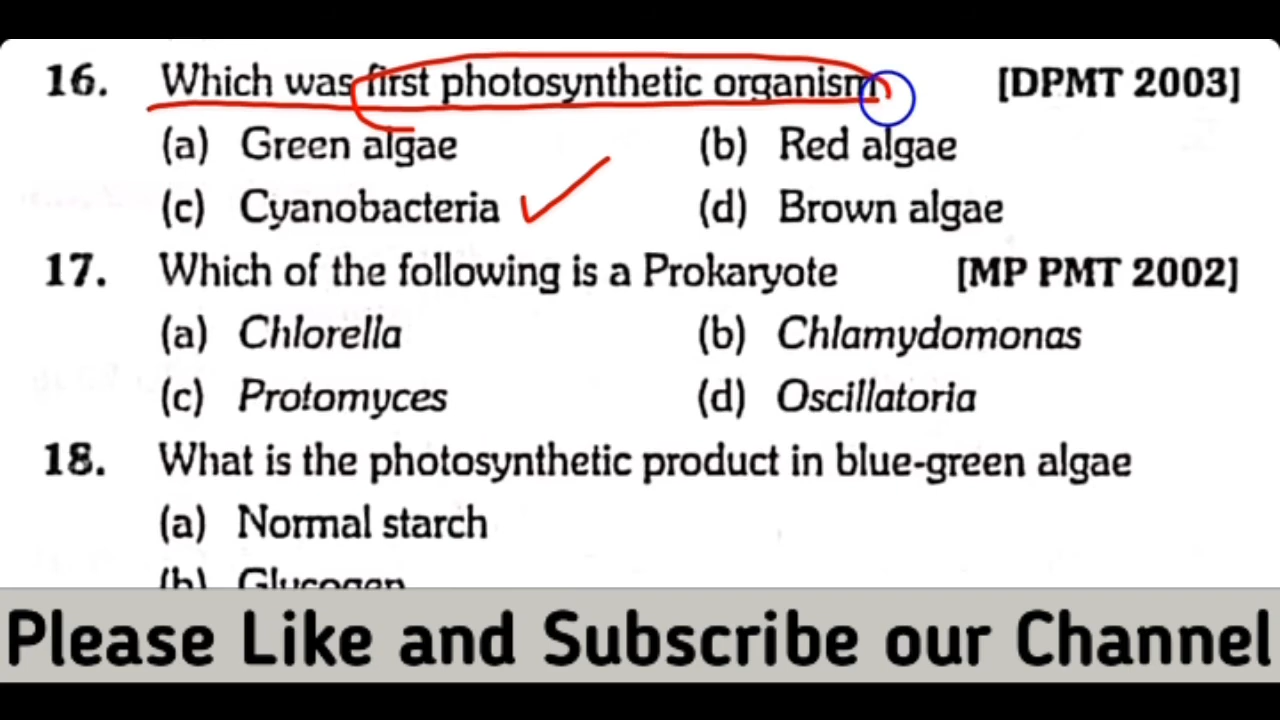 16. Which was first photosynthetic organism [DPMT 2003]
(a) Green algae (b) Red algae
(c) Cyanobacteria (d) Brown algae
17. Which of the following is a Prokaryote [MP PMT 2002]
(a) Chlorella (b) Chlamydomonas
(c) Protomyces (d) Oscillatoria
18. What is the photosynthetic product in blue-green algae
(a) Normal starch
(b) Glucogen
Please Like and Subscribe our Channel